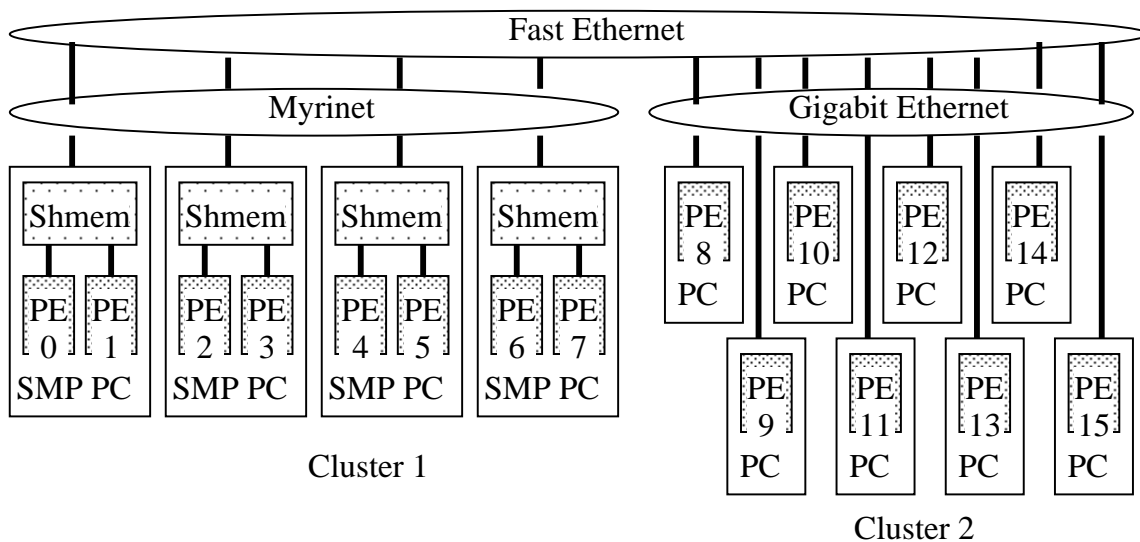 Fast Ethernet
Myrinet
Gigabit Ethernet
Shmem
Shmem
Shmem
Shmem
PE 0
PE 1
SMP PC
PE 2
PE 3
SMP PC
PE 4
PE 5
SMP PC
PE 6
PE 7
SMP PC
PE 8
PC
PE 10
PC
PE 12
PC
PE 14
PC
PE 9
PC
PE 11
PC
PE 13
PC
PE 15
PC
Cluster 1
Cluster 2